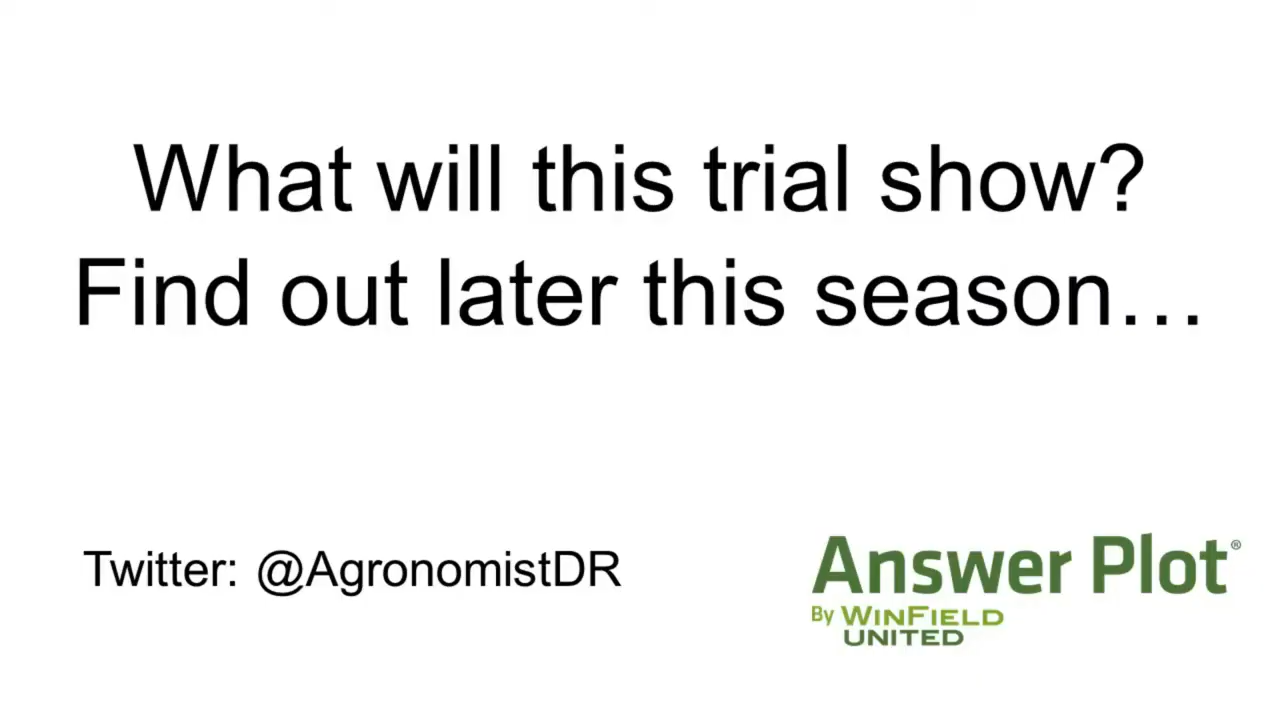 What will this trial show?
Find out later this season...
Twitter: @AgronomistDR
Answer Plot®
By WINFIELD
UNITED